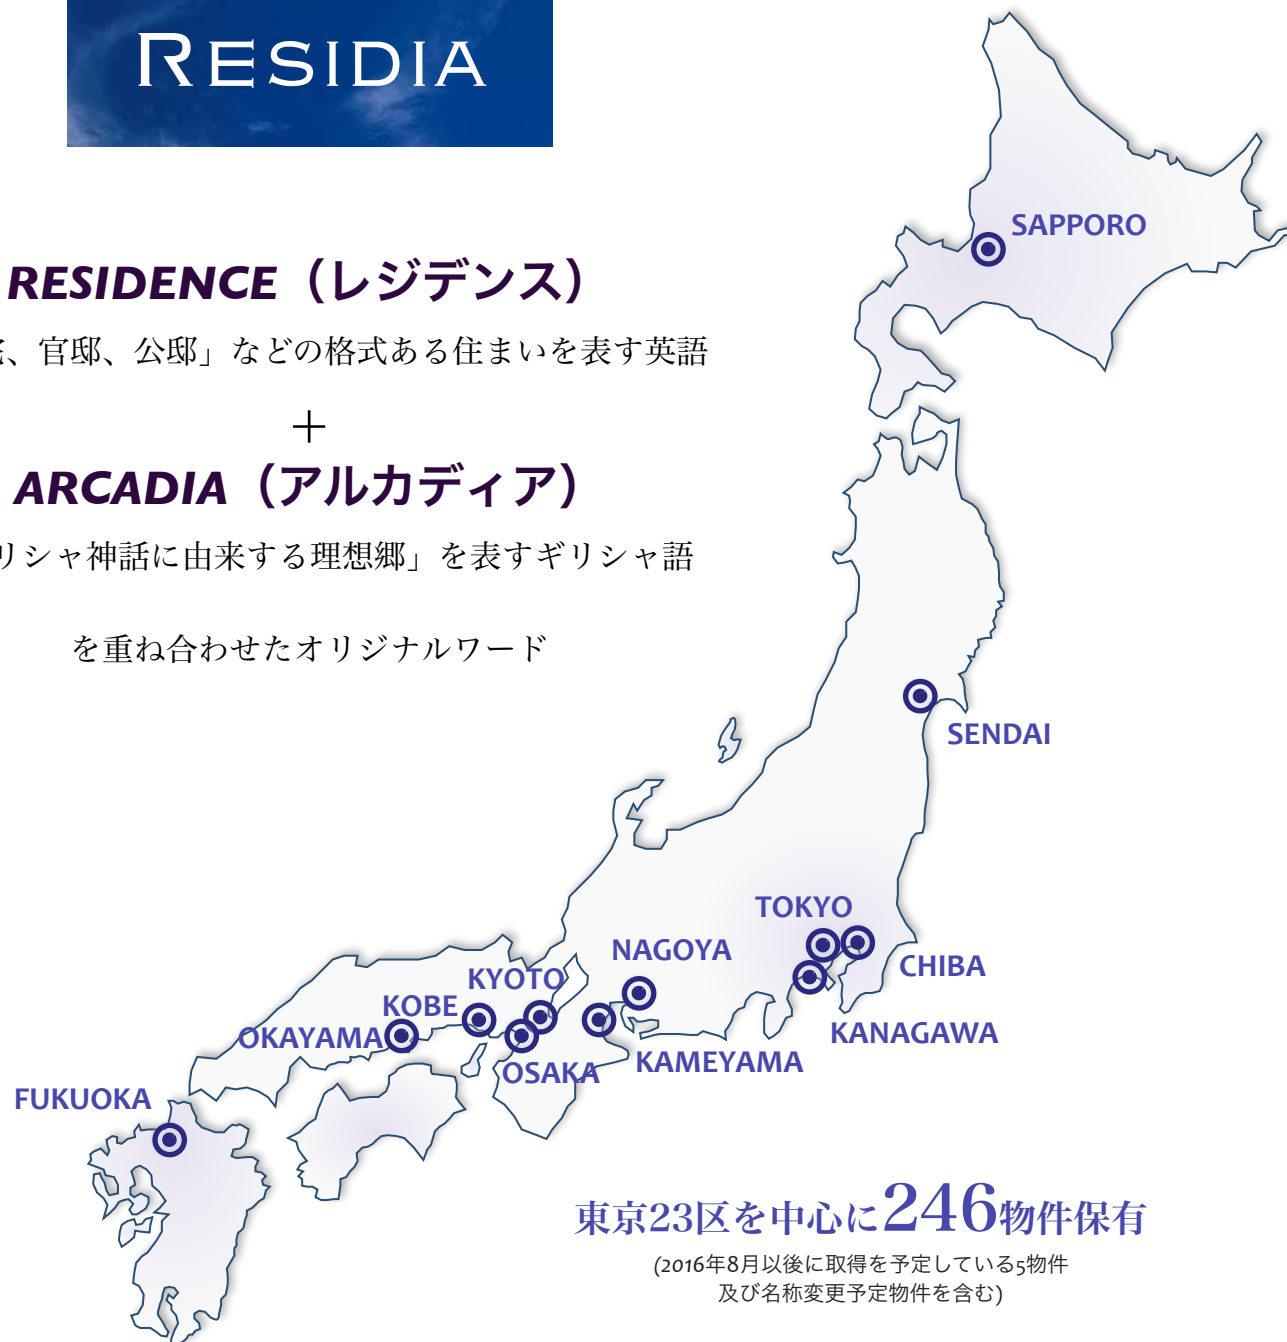 RESIDIA
RESIDENCE（レジデンス）
、官邸、公邸」などの格式ある住まいを表す英語
＋
ARCADIA（アルカディア）
リシャ神話に由来する理想郷」を表すギリシャ語
を重ね合わせたオリジナルワード
SAPPORO
SENDAI
TOKYO
NAGOYA
CHIBA
KYOTO
KOBE
OKAYAMA
KANAGAWA
KAMEYAMA
OSAKA
FUKUOKA
東京23区を中心に246物件保有
(2016年8月以後に取得を予定している5物件
及び名称変更予定物件を含む)